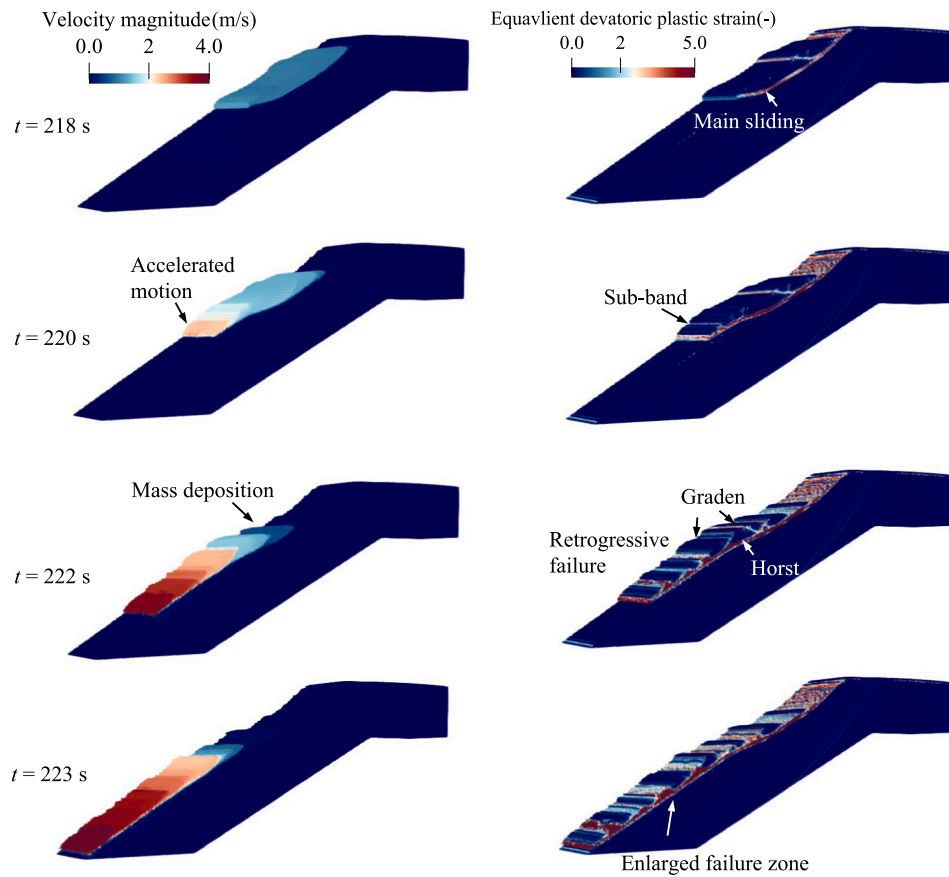 Velocity magnitude(m/s)
0.0 2 4.0
Equavlient devatoric plastic strain(-)
0.0 2 5.0
t = 218 s
Main sliding
Accelerated
motion
Sub-band
t = 220 s
Mass deposition
Graden
Retrogressive
failure
Horst
t = 222 s
t = 223 s
Enlarged failure zone